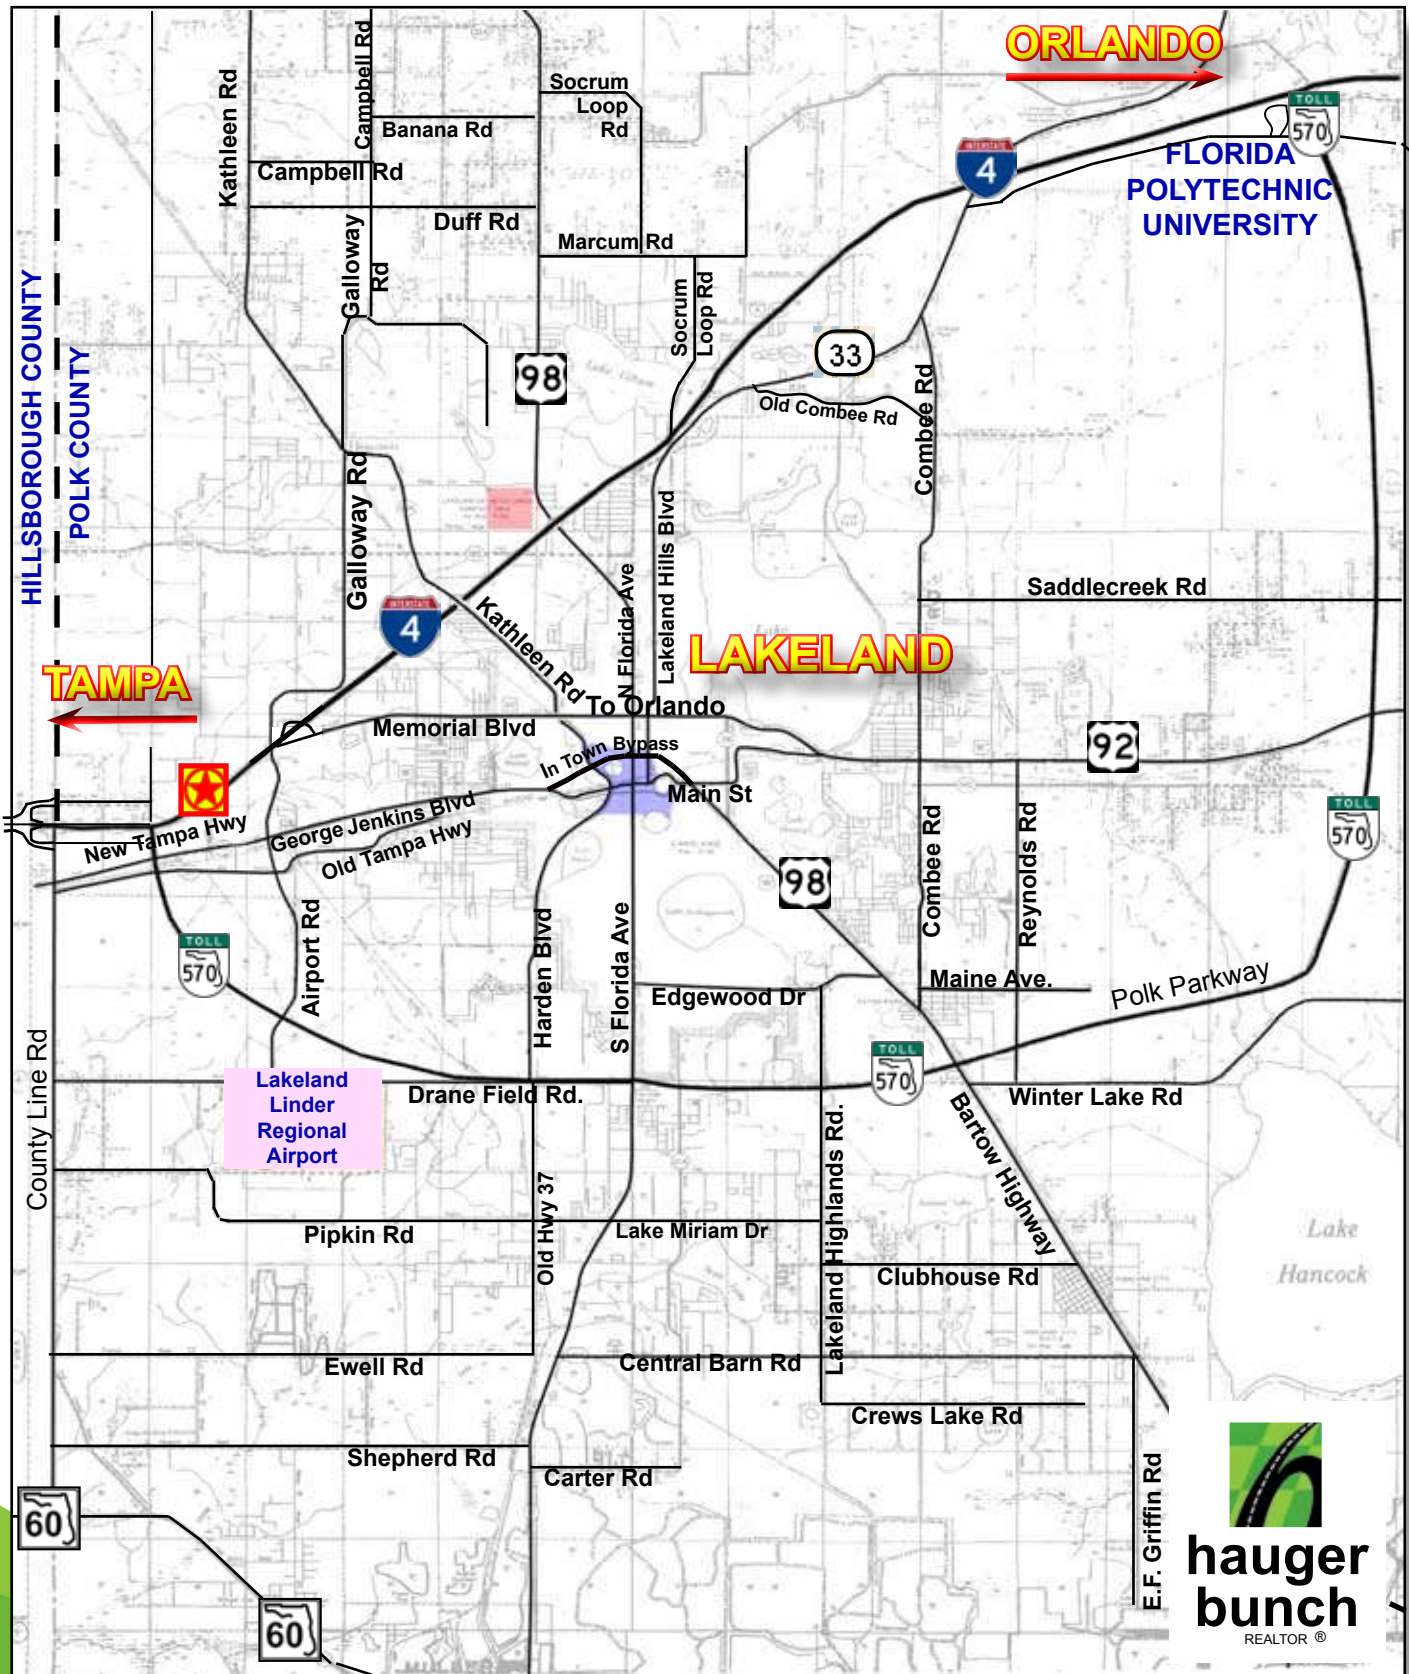 ORLANDO
TOLL
570
INTERSTATE
4
FLORIDA
POLYTECHNIC
UNIVERSITY
Kathleen Rd
Campbell Rd
Socrum
Loop
Rd
Banana Rd
Campbell Rd
Duff Rd
Marcum Rd
Galloway
Rd
Socrum
Loop Rd
HILLSBOROUGH COUNTY
POLK COUNTY
98
33
Old Combee Rd
Combee Rd
Galloway Rd
Lakeland Hills Blvd
N Florida Ave
Saddlecreek Rd
INTERSTATE
4
Kathleen Rd
LAKELAND
TAMPA
To Orlando
Memorial Blvd
In Town Bypass
92
Main St
New Tampa Hwy
George Jenkins Blvd
Old Tampa Hwy
TOLL
570
98
Combee Rd
Reynolds Rd
Airport Rd
Harden Blvd
S Florida Ave
TOLL
570
Edgewood Dr
Maine Ave.
Polk Parkway
County Line Rd
TOLL
570
Lakeland
Linder
Regional
Airport
Drane Field Rd.
Winter Lake Rd
Lakeland Highlands Rd.
Bartow Highway
Old Hwy 37
Pipkin Rd
Lake Miriam Dr
Lake
Hancock
Clubhouse Rd
Ewell Rd
Central Barn Rd
Crews Lake Rd
Shepherd Rd
Carter Rd
E.F. Griffin Rd
60
60
hauger
bunch
REALTOR ®